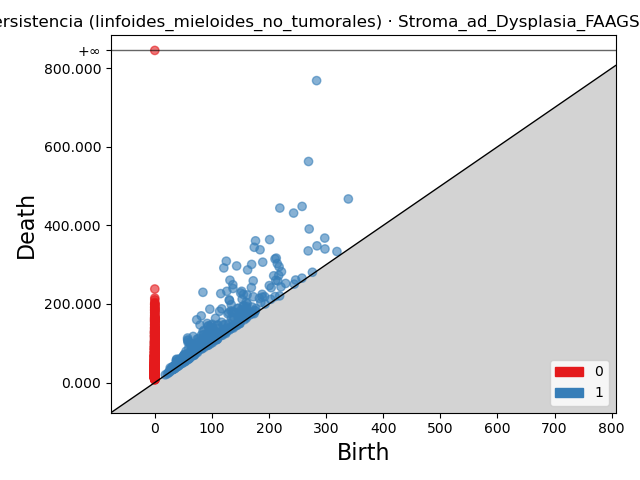 ersistencia (linfoides_mieloides_no_tumorales) · Stroma_ad_Dysplasia_FAAGS
+∞
800.000
600.000
400.000
200.000
0.000
Death
0
1
0 100 200 300 400 500 600 700 800
Birth